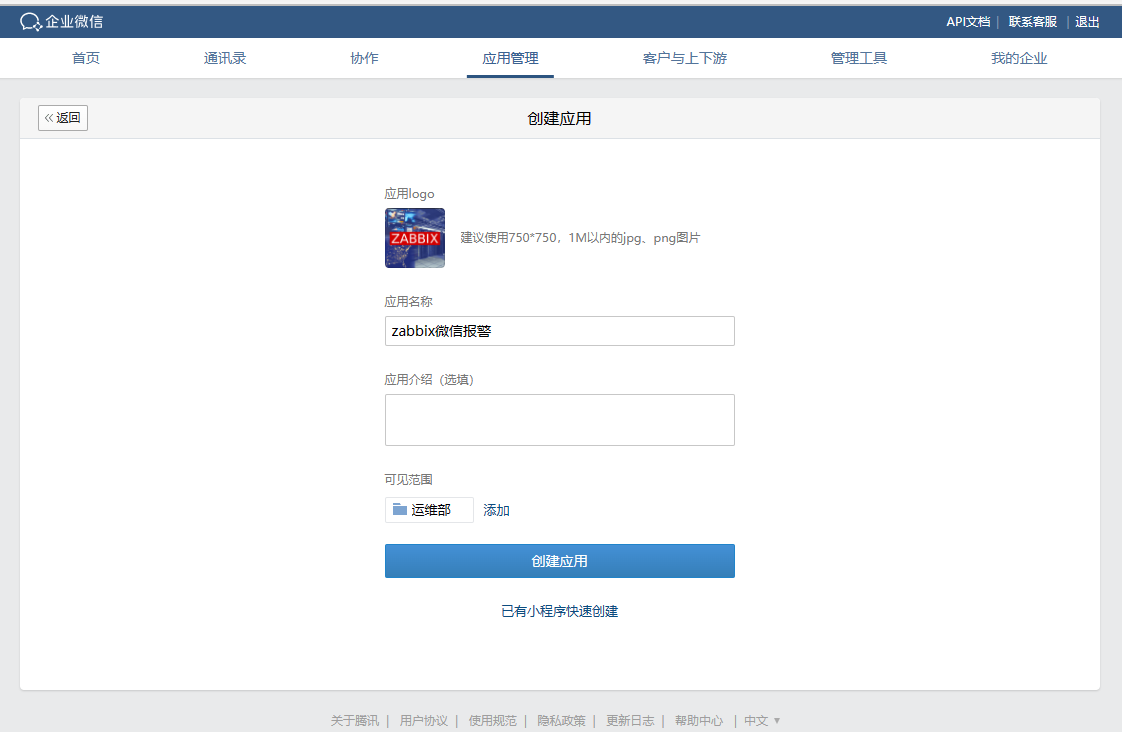 企业微信
API文档 | 联系客服 | 退出
首页 通讯录 协作 应用管理 客户与上下游 管理工具 我的企业
«返回
创建应用
应用logo
ZABBIX
建议使用750*750，1M以内的jpg、png图片
应用名称
zabbix微信报警
应用介绍（选填）
可见范围
运维部 添加
创建应用
已有小程序快速创建
关于腾讯 | 用户协议 | 使用规范 | 隐私政策 | 更新日志 | 帮助中心 | 中文 ▼